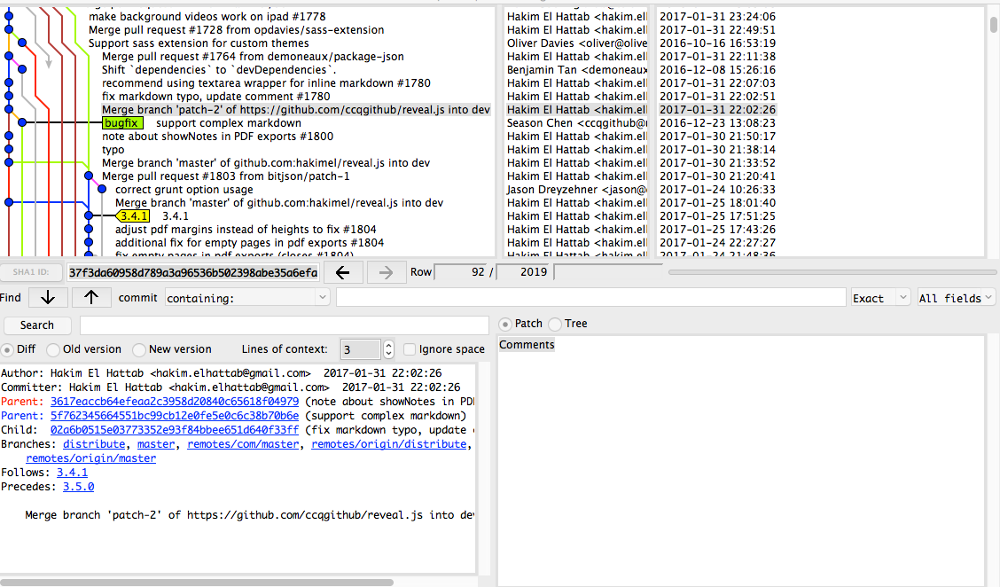 make background videos work on ipad #1778 Hakim El Hattab <hakim.el 2017-01-31 23:24:06
Merge pull request #1728 from opdavies/sass-extension Hakim El Hattab <hakim.el 2017-01-31 22:49:51
Support sass extension for custom themes Oliver Davies <oliver@olive 2016-10-16 16:53:19
Merge pull request #1764 from demoneaux/package-json Hakim El Hattab <hakim.el 2017-01-31 22:11:38
Shift `dependencies` to `devDependencies`. Benjamin Tan <demoneaux@ 2016-12-08 15:26:16
recommend using textarea wrapper for inline markdown #1780 Hakim El Hattab <hakim.el 2017-01-31 22:07:03
fix markdown typo, update comment #1780 Hakim El Hattab <hakim.el 2017-01-31 22:02:51
Merge branch 'patch-2' of https://github.com/ccqgithub/reveal.js into dev Hakim El Hattab <hakim.el 2017-01-31 22:02:26
bugfix support complex markdown Season Chen <ccqgithub@ 2016-12-23 13:08:23
note about showNotes in PDF exports #1800 Hakim El Hattab <hakim.el 2017-01-30 21:50:17
typo Hakim El Hattab <hakim.el 2017-01-30 21:38:14
Merge branch 'master' of github.com:hakimel/reveal.js into dev Hakim El Hattab <hakim.el 2017-01-30 21:33:52
Merge pull request #1803 from bitjson/patch-1 Hakim El Hattab <hakim.el 2017-01-30 21:20:41
correct grunt option usage Jason Dreyzehner <jason@ 2017-01-24 10:26:33
Merge branch 'master' of github.com:hakimel/reveal.js into dev Hakim El Hattab <hakim.el 2017-01-25 18:01:40
3.4.1 3.4.1 Hakim El Hattab <hakim.el 2017-01-25 17:51:25
adjust pdf margins instead of heights to fix #1804 Hakim El Hattab <hakim.el 2017-01-25 17:43:26
additional fix for empty pages in pdf exports #1804 Hakim El Hattab <hakim.el 2017-01-24 22:27:27
fix empty pages in pdf exports (closes #1804) Hakim El Hattab <hakim.el 2017-01-24 21:48:36
SHA1 ID: 37f3da60958d789a3a96536b502398abe35a6efa Row 92 / 2019
Find commit containing: Exact All fields
Search Patch Tree
Diff Old version New version Lines of context: 3 Ignore space
Comments
Author: Hakim El Hattab <hakim.elhattab@gmail.com> 2017-01-31 22:02:26
Committer: Hakim El Hattab <hakim.elhattab@gmail.com> 2017-01-31 22:02:26
Parent: 3617eaccb64efeaa2c3958d20840c65618f04979 (note about showNotes in PDF
Parent: 5f762345664551bc99cb12e0fe5e0c6c38b70b6e (support complex markdown)
Child: 02a6b0515e03773352e93f84bbee651d640f33ff (fix markdown typo, update c
Branches: distribute, master, remotes/com/master, remotes/origin/distribute,
remotes/origin/master
Follows: 3.4.1
Precedes: 3.5.0
Merge branch 'patch-2' of https://github.com/ccqgithub/reveal.js into dev